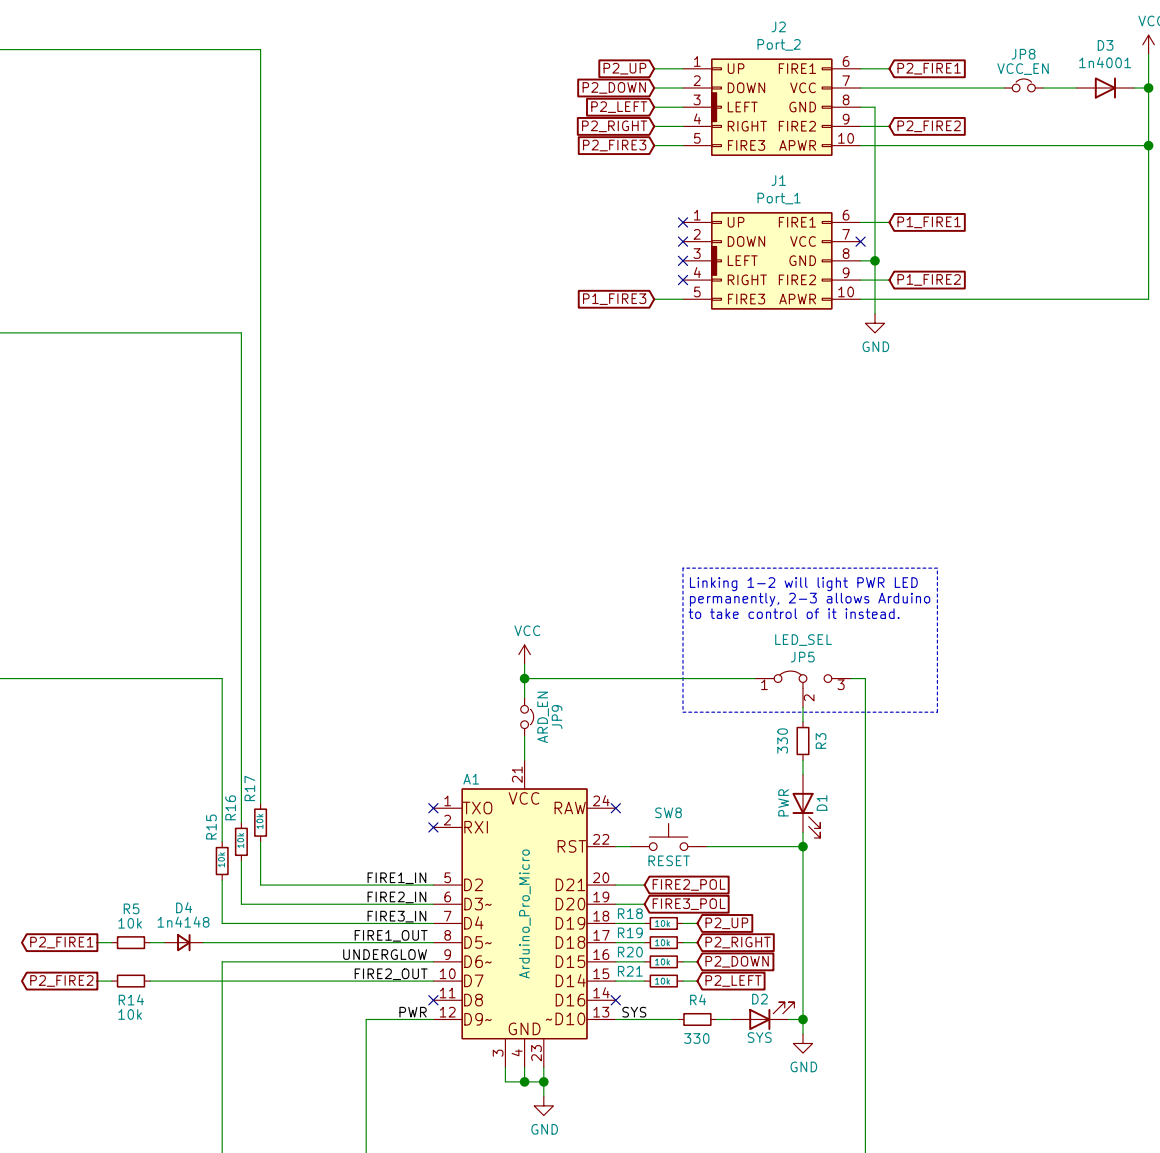 VCC
J2
Port_2
P2_UP 1 UP FIRE1 6 P2_FIRE1
P2_DOWN 2 DOWN VCC 7
P2_LEFT 3 LEFT GND 8
P2_RIGHT 4 RIGHT FIRE2 9 P2_FIRE2
P2_FIRE3 5 FIRE3 APWR 10
JP8
VCC_EN
D3
1n4001
J1
Port_1
1 UP FIRE1 6 P1_FIRE1
2 DOWN VCC 7
3 LEFT GND 8
4 RIGHT FIRE2 9 P1_FIRE2
P1_FIRE3 5 FIRE3 APWR 10
GND
Linking 1-2 will light PWR LED
permanently, 2-3 allows Arduino
to take control of it instead.
LED_SEL
JP5
1 2 3
VCC
ARD_EN
JP9
330 R3
PWR D1
A1
21
VCC
1 TXO RAW 24
2 RXI
RST 22
SW8
RESET
R17 10k
R16 10k
R15 10k
FIRE1_IN 5 D2 D21 20 FIRE2_POL
FIRE2_IN 6 D3~ D20 19 FIRE3_POL
FIRE3_IN 7 D4 D19 18 R18 10k P2_UP
FIRE1_OUT 8 D5~ D18 17 R19 10k P2_RIGHT
UNDERGLOW 9 D6~ D15 16 R20 10k P2_DOWN
FIRE2_OUT 10 D7 D14 15 R21 10k P2_LEFT
11 D8 D16 14
PWR 12 D9~ ~D10 13 SYS
Arduino_Pro_Micro
GND
3 4 23
GND
R5
10k
D4
1n4148
P2_FIRE1
P2_FIRE2
R14
10k
R4
330
D2
SYS
GND